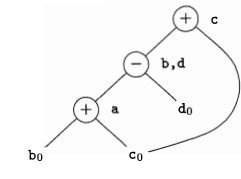 + c
− b,d
+ a
d₀
b₀ c₀